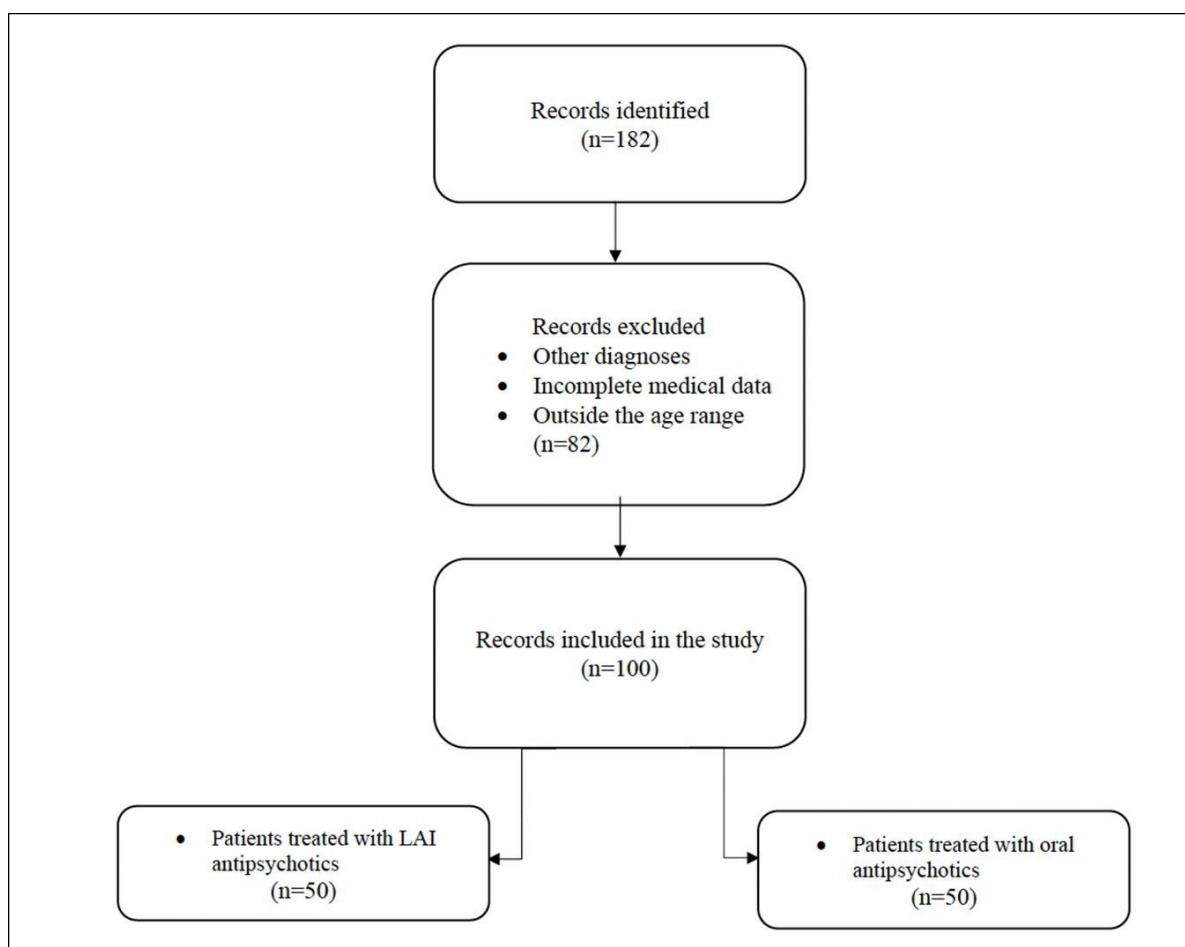 Records identified
(n=182)
Records excluded
• Other diagnoses
• Incomplete medical data
• Outside the age range
(n=82)
Records included in the study
(n=100)
• Patients treated with LAI
antipsychotics
(n=50)
• Patients treated with oral
antipsychotics
(n=50)